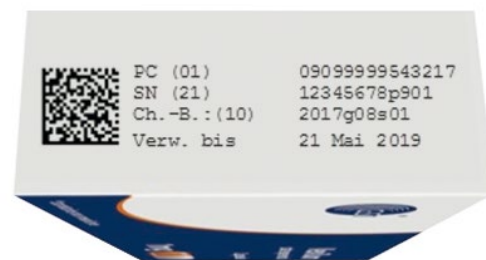 PC (01) 09099999543217
SN (21) 12345678p901
Ch.-B.:(10) 2017g08s01
Verw. bis 21 Mai 2019